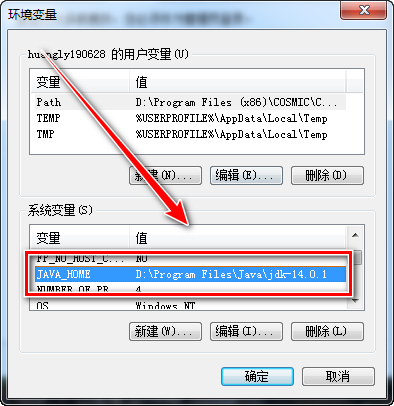 环境变量
huangly190628 的用户变量(U)
变量 值
Path D:\Program Files (x86)\COSMIC\C...
TEMP %USERPROFILE%\AppData\Local\Temp
TMP %USERPROFILE%\AppData\Local\Temp
新建(N)... 编辑(E)... 删除(D)
系统变量(S)
变量 值
FP_NO_HOST_C... NO
JAVA_HOME D:\Program Files\Java\jdk-14.0.1
NUMBER_OF_PR... 4
OS Windows_NT
新建(W)... 编辑(I)... 删除(L)
确定 取消